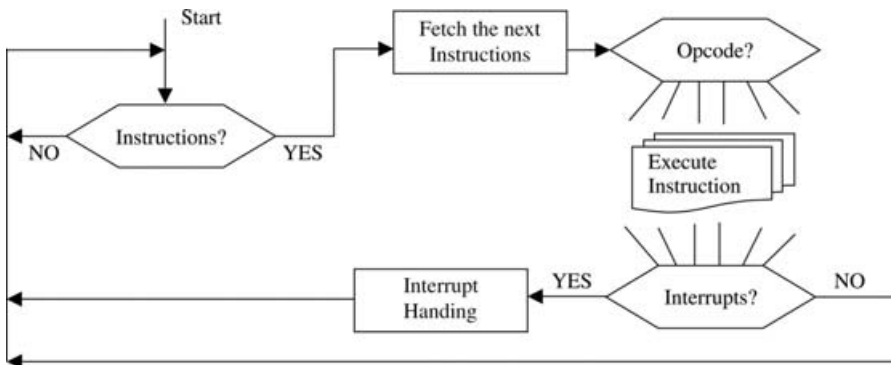 Start
Fetch the next
Instructions
Opcode?
Instructions?
NO
YES
Execute
Instruction
Interrupt
Handing
YES
Interrupts?
NO